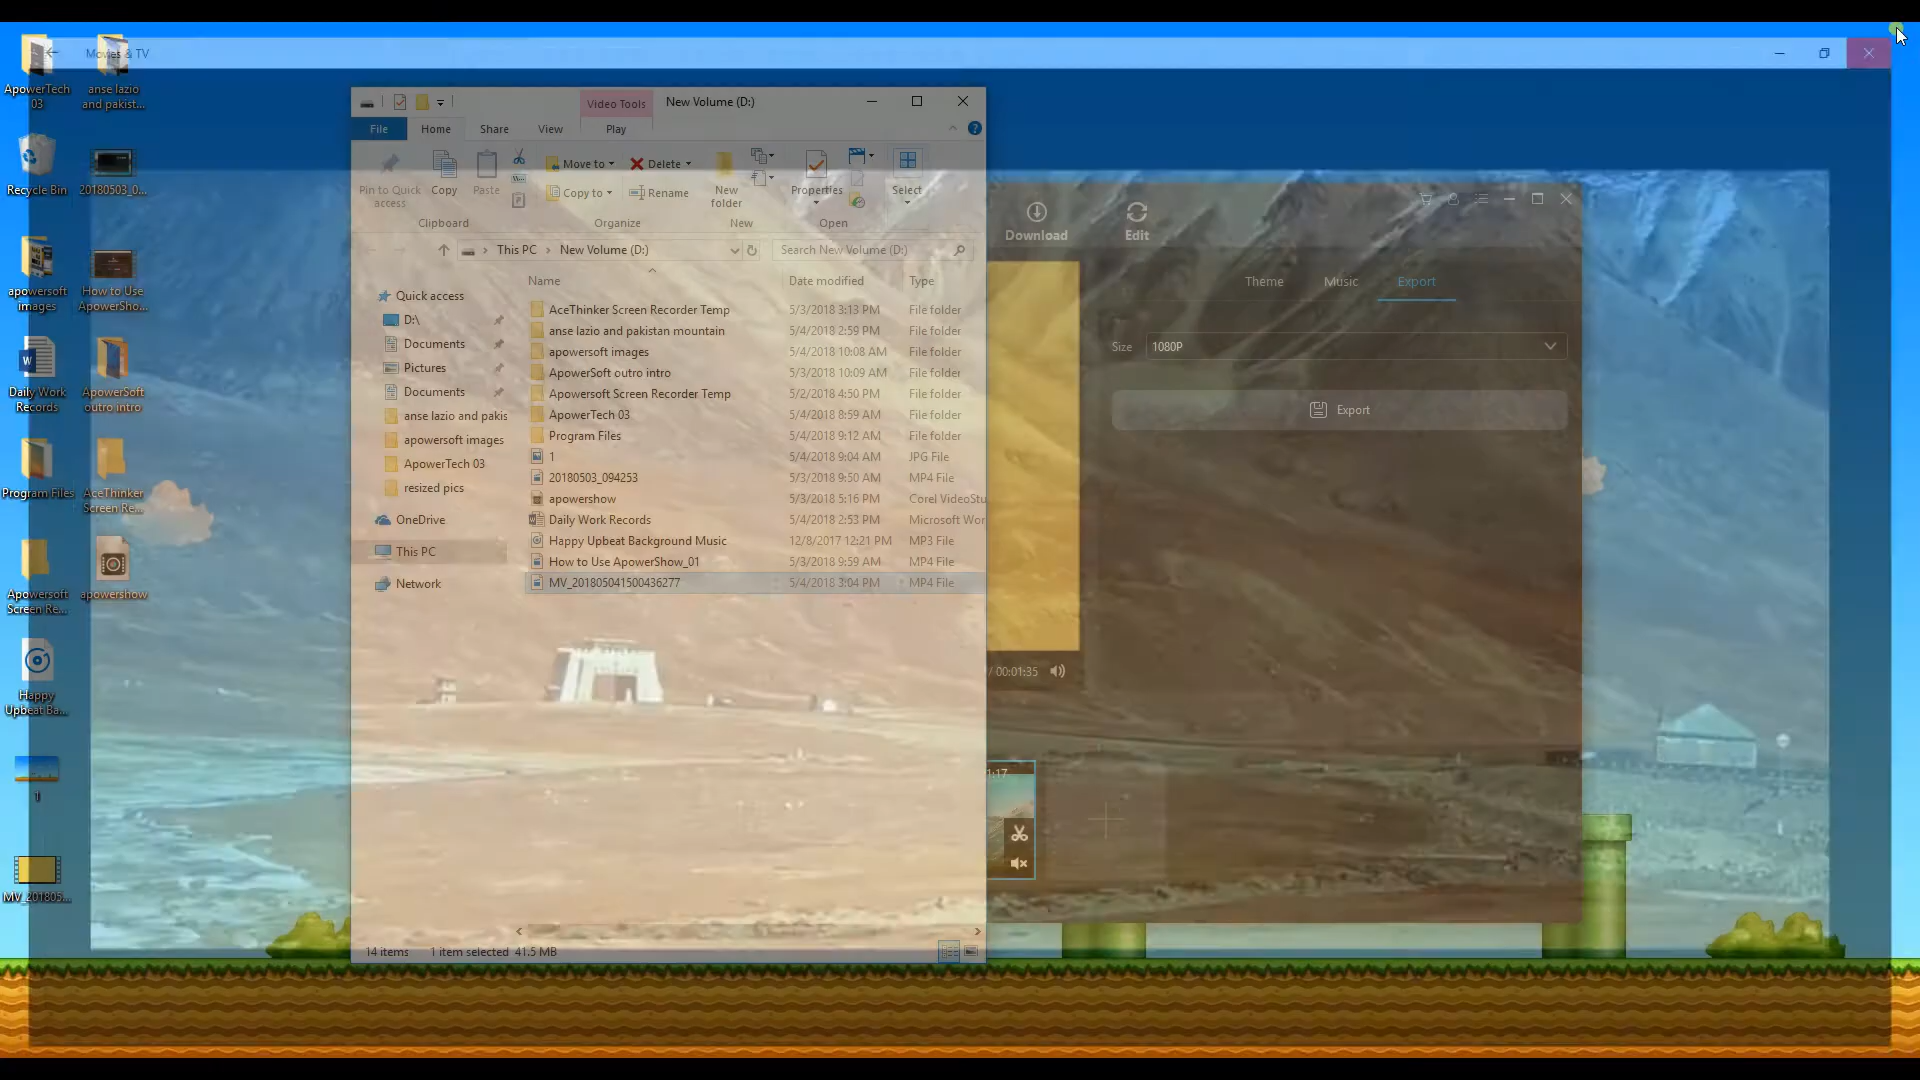 Movies & TV
ApowerTech
03
anse lazio
and pakist...
Recycle Bin
20180503_0...
apowersoft
images
How to Use
ApowerSho...
Daily Work
Records
ApowerSoft
outro intro
Program Files
AceThinker
Screen Re...
Apowersoft
Screen Re...
apowershow
Happy
Upbeat Ba...
1
MV_201805...
Video Tools
New Volume (D:)
File
Home
Share
View
Play
Pin to Quick
access
Copy
Paste
Move to
Copy to
Delete
Rename
New
folder
Properties
Select
Clipboard
Organize
New
Open
This PC
New Volume (D:)
Search New Volume (D:)
Name
Date modified
Type
Quick access
D:\
Documents
Pictures
Documents
anse lazio and pakis
apowersoft images
ApowerTech 03
resized pics
OneDrive
This PC
Network
AceThinker Screen Recorder Temp 5/3/2018 3:13 PM File folder
anse lazio and pakistan mountain 5/4/2018 2:59 PM File folder
apowersoft images 5/4/2018 10:08 AM File folder
ApowerSoft outro intro 5/3/2018 10:09 AM File folder
Apowersoft Screen Recorder Temp 5/2/2018 4:50 PM File folder
ApowerTech 03 5/4/2018 8:59 AM File folder
Program Files 5/4/2018 9:12 AM File folder
1 5/4/2018 9:04 AM JPG File
20180503_094253 5/3/2018 9:50 AM MP4 File
apowershow 5/3/2018 5:16 PM Corel VideoStu
Daily Work Records 5/4/2018 2:53 PM Microsoft Wor
Happy Upbeat Background Music 12/8/2017 12:21 PM MP3 File
How to Use ApowerShow_01 5/3/2018 9:59 AM MP4 File
MV_201805041500436277 5/4/2018 3:04 PM MP4 File
14 items 1 item selected 41.5 MB
Download
Edit
Theme
Music
Export
Size
1080P
Export
/ 00:01:35
1:17